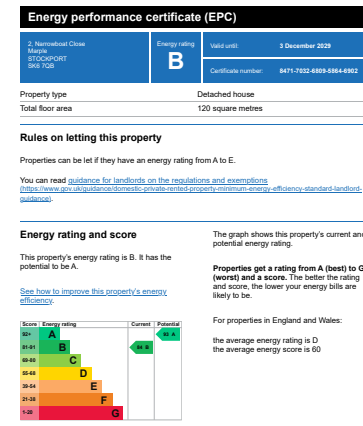 Energy performance certificate (EPC)
2, Narrowboat Close
Marple
STOCKPORT
SK6 7QB
Energy rating
B
Valid until: 3 December 2029
Certificate number: 8471-7032-6809-5864-6902
Property type Detached house
Total floor area 120 square metres
Rules on letting this property
Properties can be let if they have an energy rating from A to E.
You can read guidance for landlords on the regulations and exemptions
(https://www.gov.uk/guidance/domestic-private-rented-property-minimum-energy-efficiency-standard-landlord-
guidance).
Energy rating and score
This property's energy rating is B. It has the
potential to be A.
See how to improve this property's energy
efficiency.
Score Energy rating Current Potential
92+ A 93 A
81-91 B 84 B
69-80 C
55-68 D
39-54 E
21-38 F
1-20 G
The graph shows this property's current and
potential energy rating.
Properties get a rating from A (best) to G
(worst) and a score. The better the rating
and score, the lower your energy bills are
likely to be.
For properties in England and Wales:
the average energy rating is D
the average energy score is 60